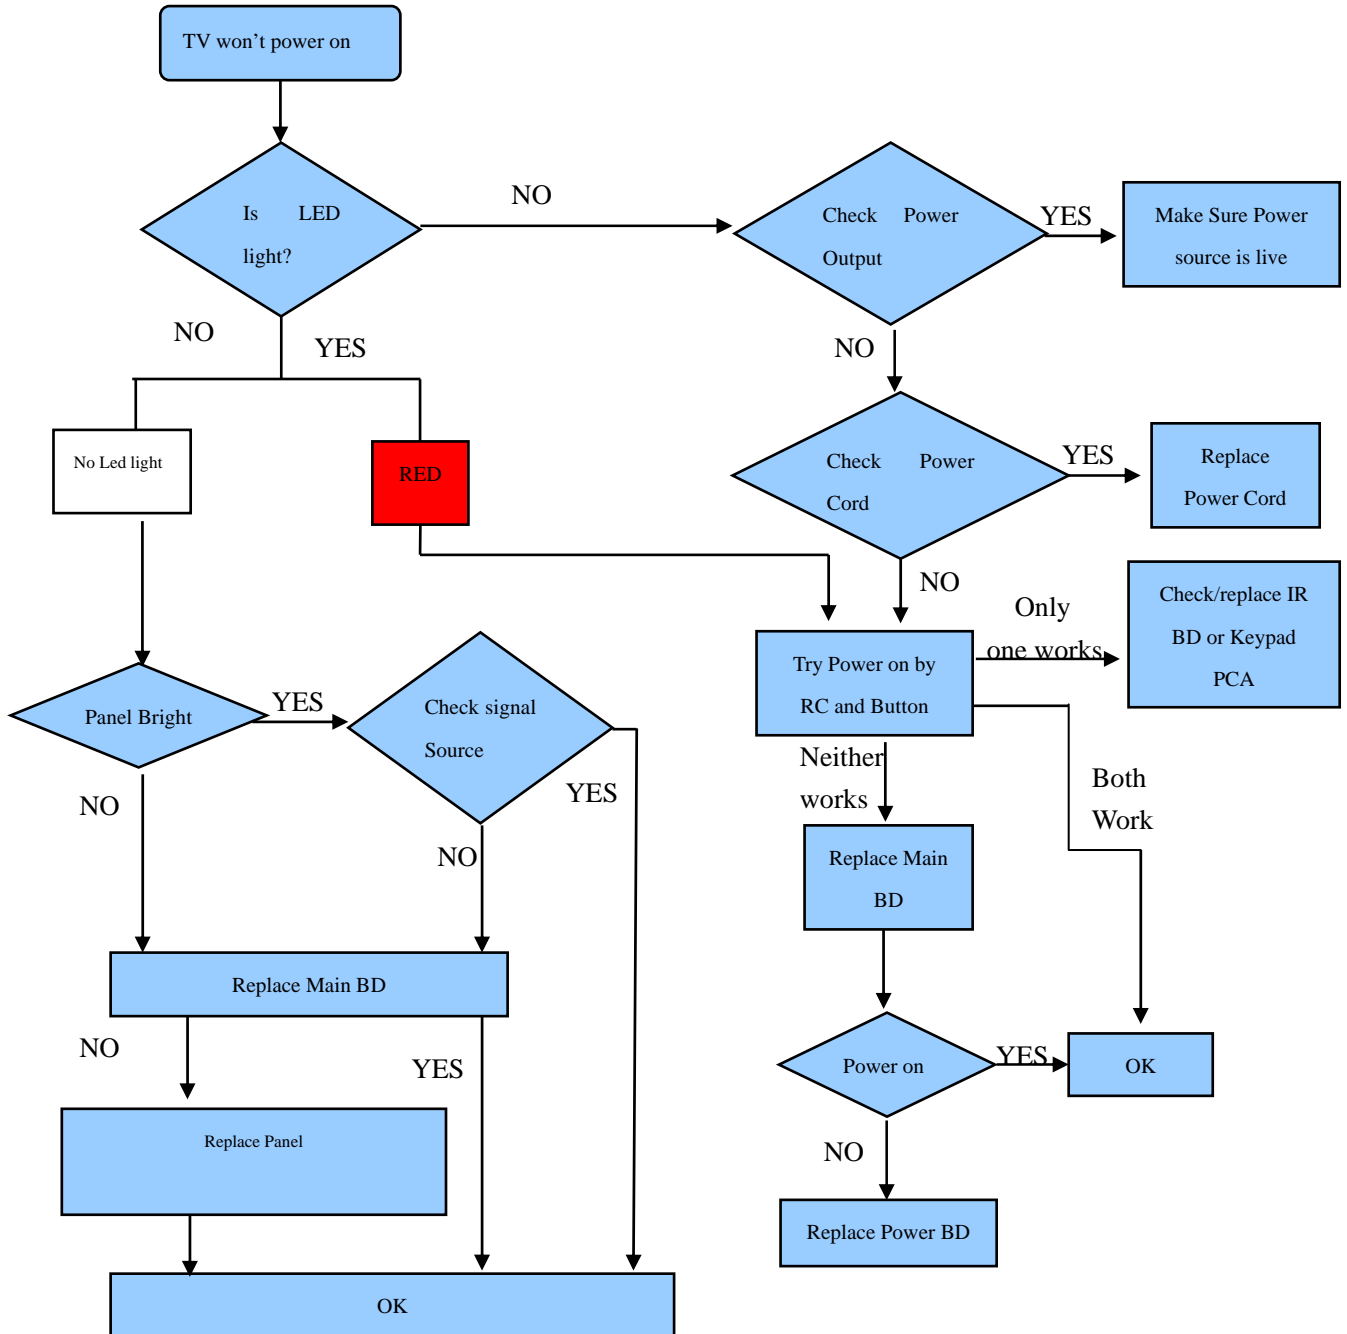 TV won’t power on
Is LED
light?
NO
Check Power
Output
YES
Make Sure Power
source is live
NO
YES
NO
No Led light
RED
Check Power
Cord
YES
Replace
Power Cord
NO
Only
one works
Check/replace IR
BD or Keypad
PCA
Try Power on by
RC and Button
Panel Bright
YES
Check signal
Source
NO
YES
NO
Neither
works
Both
Work
Replace Main
BD
Replace Main BD
NO
YES
Power on
YES
OK
Replace Panel
NO
Replace Power BD
OK